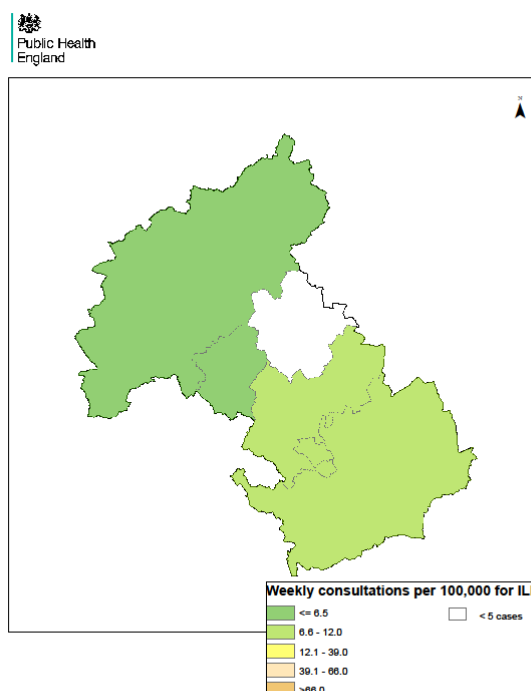 Public Health
England
Weekly consultations per 100,000 for IL
<= 6.5
< 5 cases
6.6 - 12.0
12.1 - 39.0
39.1 - 66.0
>66.0